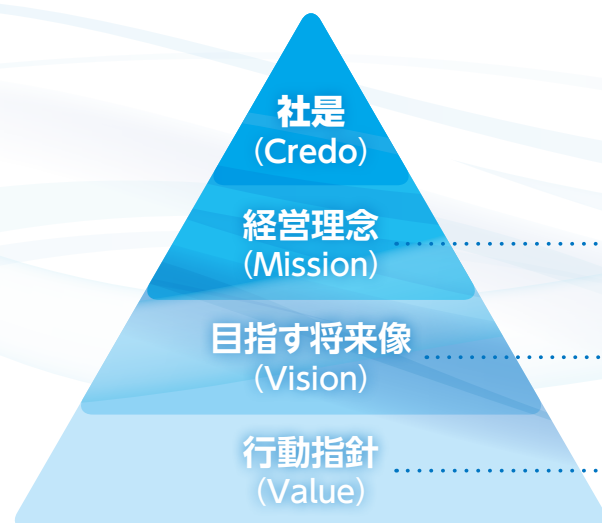 社是
(Credo)
経営理念
(Mission)
目指す将来像
(Vision)
行動指針
(Value)